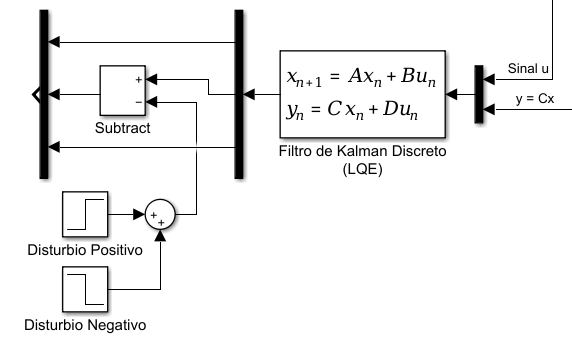 Sinal u
y = Cx
x_{n+1} = Ax_n + Bu_n
y_n = Cx_n + Du_n
Filtro de Kalman Discreto
(LQE)
+
−
Subtract
+
+
Disturbio Positivo
Disturbio Negativo